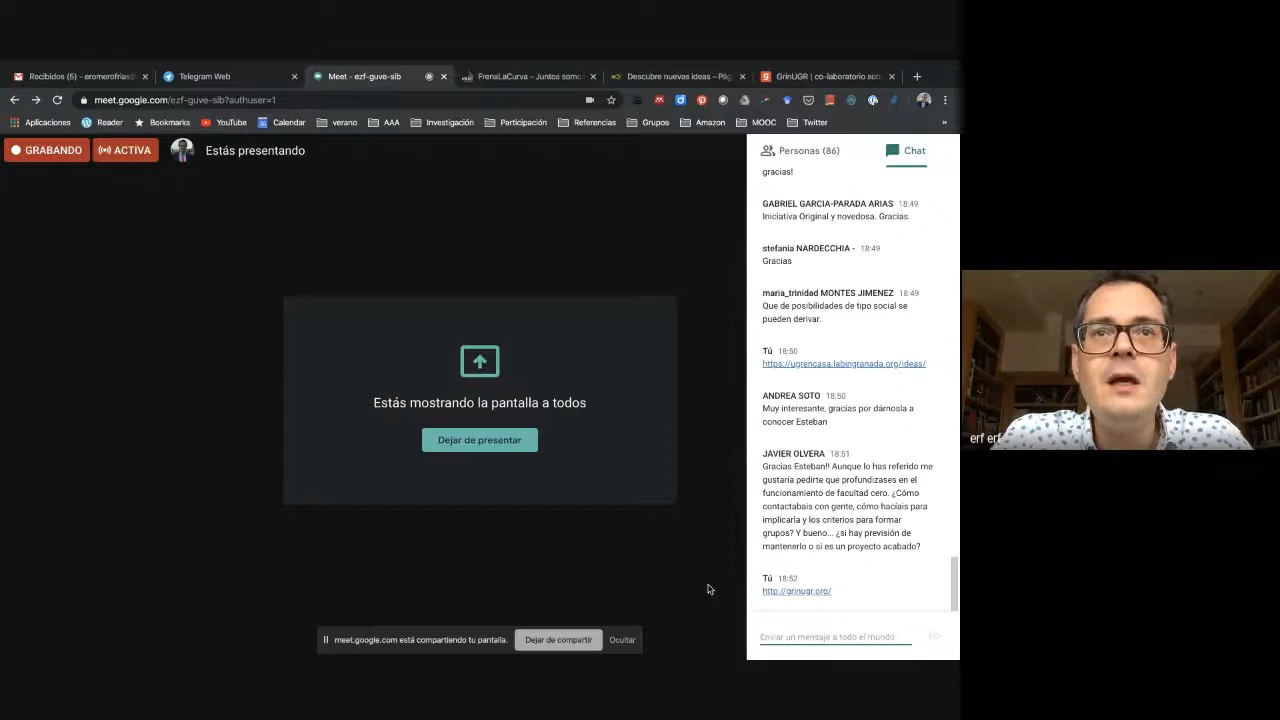 Recibidos (5) - eromerofrias@
Telegram Web
Meet - ezf-guve-sib
FrenaLaCurva – Juntos somo
Descubre nuevas ideas – Pág
GrinUGR | co-laboratorio sob
meet.google.com/ezf-guve-sib?authuser=1
Aplicaciones
Reader
Bookmarks
YouTube
Calendar
verano
AAA
Investigación
Participación
Referencias
Grupos
Amazon
MOOC
Twitter
»
GRABANDO
ACTIVA
Estás presentando
Personas (86)
Chat
gracias!
GABRIEL GARCIA-PARADA ARIAS 18:49
Iniciativa Original y novedosa. Gracias.
stefania NARDECCHIA - 18:49
Gracias
maria_trinidad MONTES JIMENEZ 18:49
Que de posibilidades de tipo social se
pueden derivar.
Tú 18:50
https://ugrencasa.labingranada.org/ideas/
ANDREA SOTO 18:50
Muy interesante, gracias por dárnosla a
conocer Esteban
JAVIER OLVERA 18:51
Gracias Esteban!! Aunque lo has referido me
gustaría pedirte que profundizases en el
funcionamiento de facultad cero. ¿Cómo
contactabais con gente, cómo hacíais para
implicarla y los criterios para formar
grupos? Y bueno... ¿si hay previsión de
mantenerlo o si es un proyecto acabado?
Tú 18:52
http://grinugr.org/
Enviar un mensaje a todo el mundo
Estás mostrando la pantalla a todos
Dejar de presentar
meet.google.com está compartiendo tu pantalla.
Dejar de compartir
Ocultar
erf erf